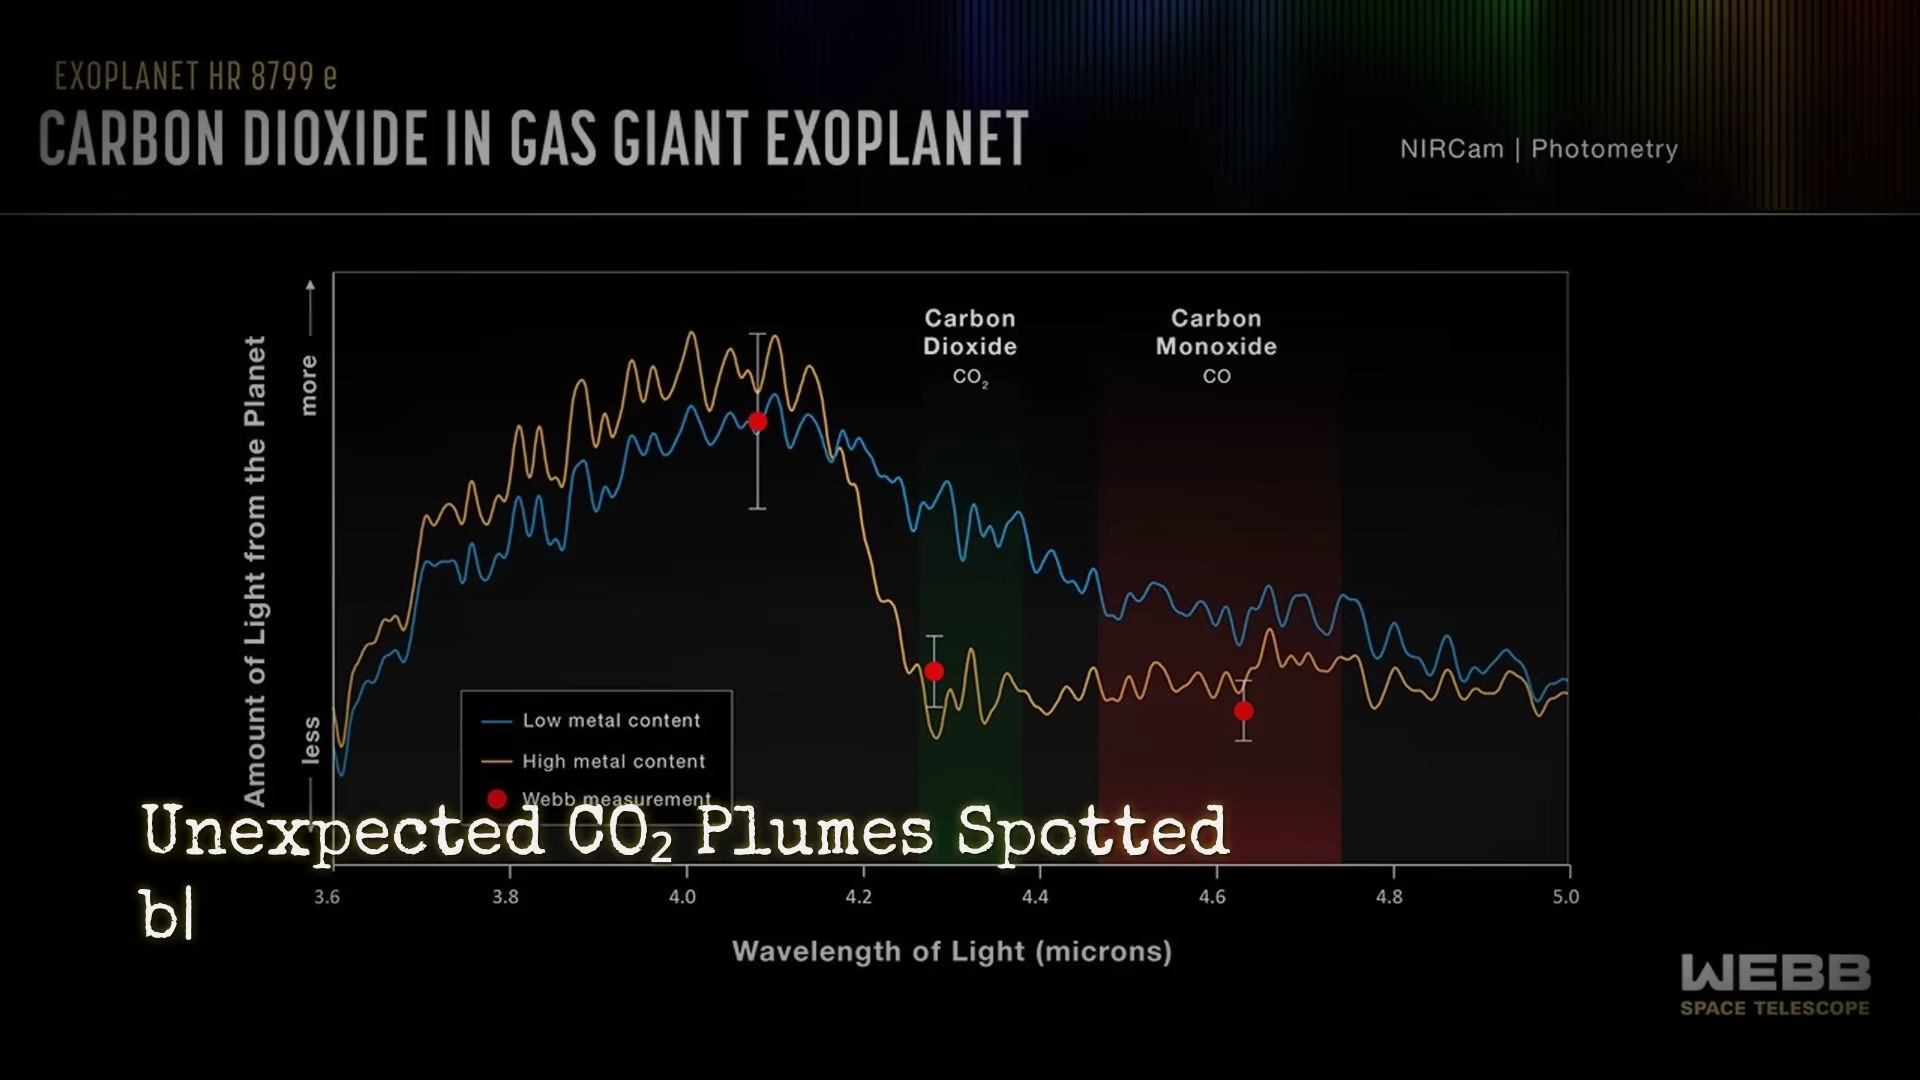 EXOPLANET HR 8799 e
CARBON DIOXIDE IN GAS GIANT EXOPLANET
NIRCam | Photometry
Amount of Light from the Planet
more
less
Carbon
Dioxide
CO₂
Carbon
Monoxide
CO
Low metal content
High metal content
Webb measurement
Unexpected CO₂ Plumes Spotted
b|
3.6 3.8 4.0 4.2 4.4 4.6 4.8 5.0
Wavelength of Light (microns)
WEBB
SPACE TELESCOPE